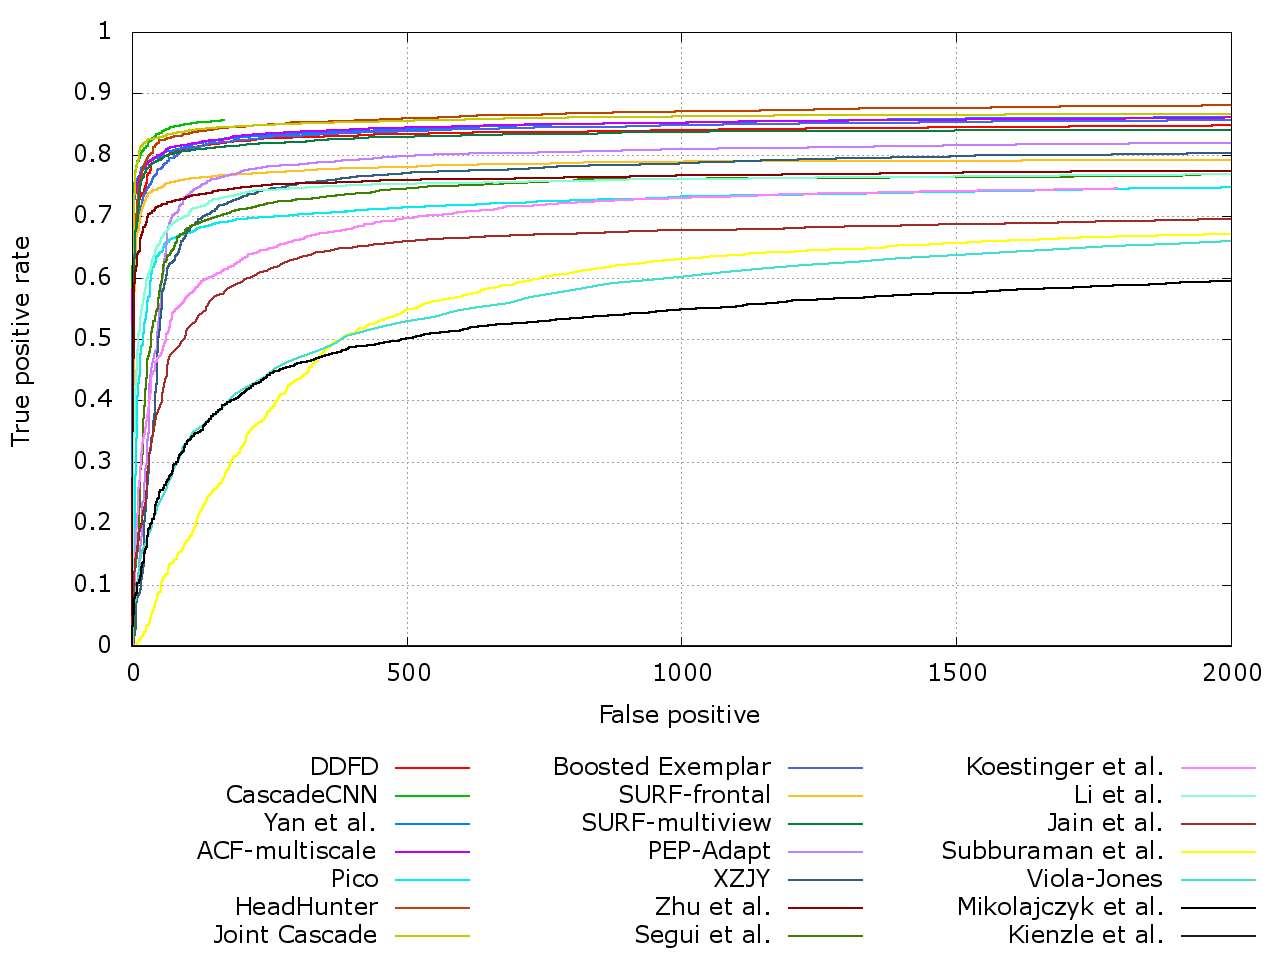 1
0.9
0.8
0.7
0.6
0.5
0.4
0.3
0.2
0.1
0
True positive rate
0 500 1000 1500 2000
False positive
DDFD Boosted Exemplar Koestinger et al.
CascadeCNN SURF-frontal Li et al.
Yan et al. SURF-multiview Jain et al.
ACF-multiscale PEP-Adapt Subburaman et al.
Pico XZJY Viola-Jones
HeadHunter Zhu et al. Mikolajczyk et al.
Joint Cascade Segui et al. Kienzle et al.